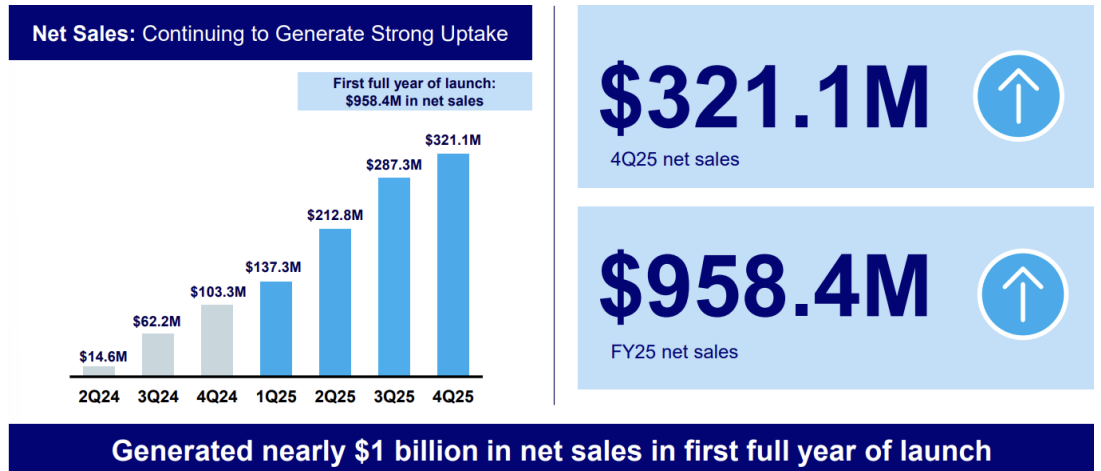 Net Sales: Continuing to Generate Strong Uptake
First full year of launch:
$958.4M in net sales
$14.6M
$62.2M
$103.3M
$137.3M
$212.8M
$287.3M
$321.1M
2Q24 3Q24 4Q24 1Q25 2Q25 3Q25 4Q25
$321.1M
4Q25 net sales
$958.4M
FY25 net sales
Generated nearly $1 billion in net sales in first full year of launch